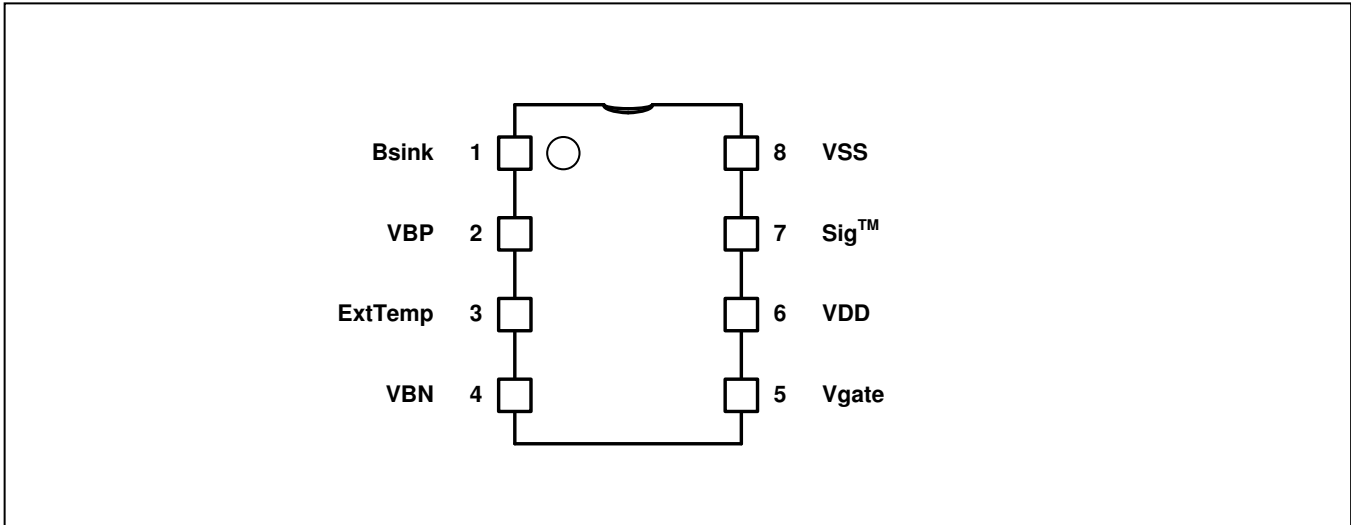 Bsink 1 8 VSS
VBP 2 7 Sig™
ExtTemp 3 6 VDD
VBN 4 5 Vgate